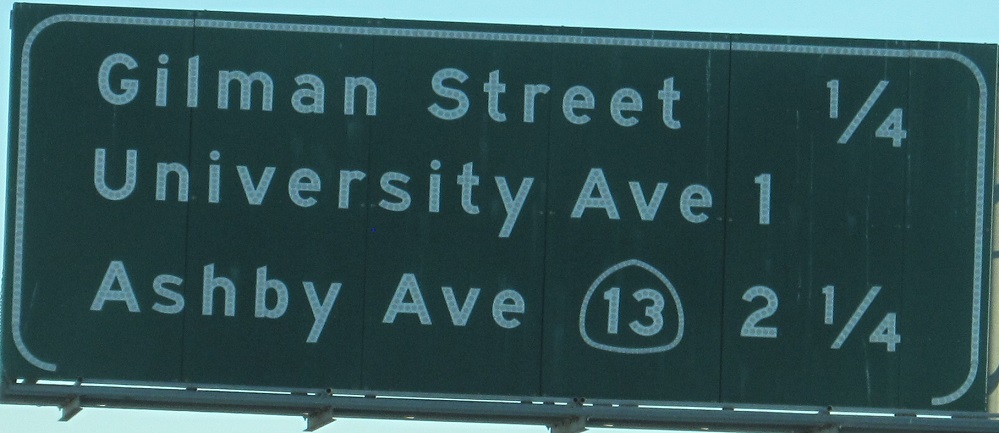 Gilman Street 1/4
University Ave 1
Ashby Ave 13 2 1/4